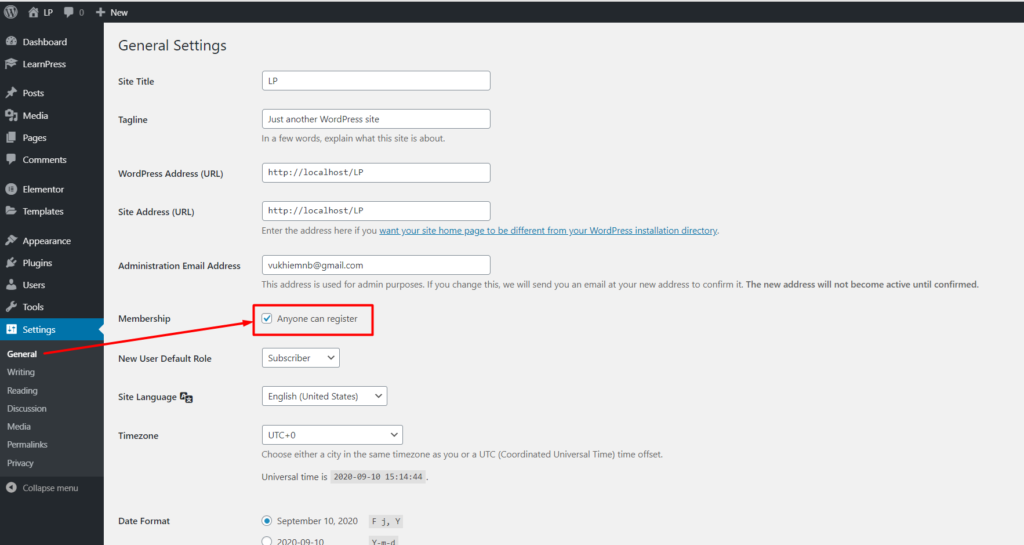 LP 0 New
Dashboard
LearnPress
Posts
Media
Pages
Comments
Elementor
Templates
Appearance
Plugins
Users
Tools
Settings
General
Writing
Reading
Discussion
Media
Permalinks
Privacy
Collapse menu
General Settings
Site Title LP
Tagline Just another WordPress site
In a few words, explain what this site is about.
WordPress Address (URL) http://localhost/LP
Site Address (URL) http://localhost/LP
Enter the address here if you want your site home page to be different from your WordPress installation directory.
Administration Email Address vukhiemnb@gmail.com
This address is used for admin purposes. If you change this, we will send you an email at your new address to confirm it. The new address will not become active until confirmed.
Membership Anyone can register
New User Default Role Subscriber
Site Language English (United States)
Timezone UTC+0
Choose either a city in the same timezone as you or a UTC (Coordinated Universal Time) time offset.
Universal time is 2020-09-10 15:14:44 .
Date Format September 10, 2020 F j, Y
2020-09-10 Y-m-d